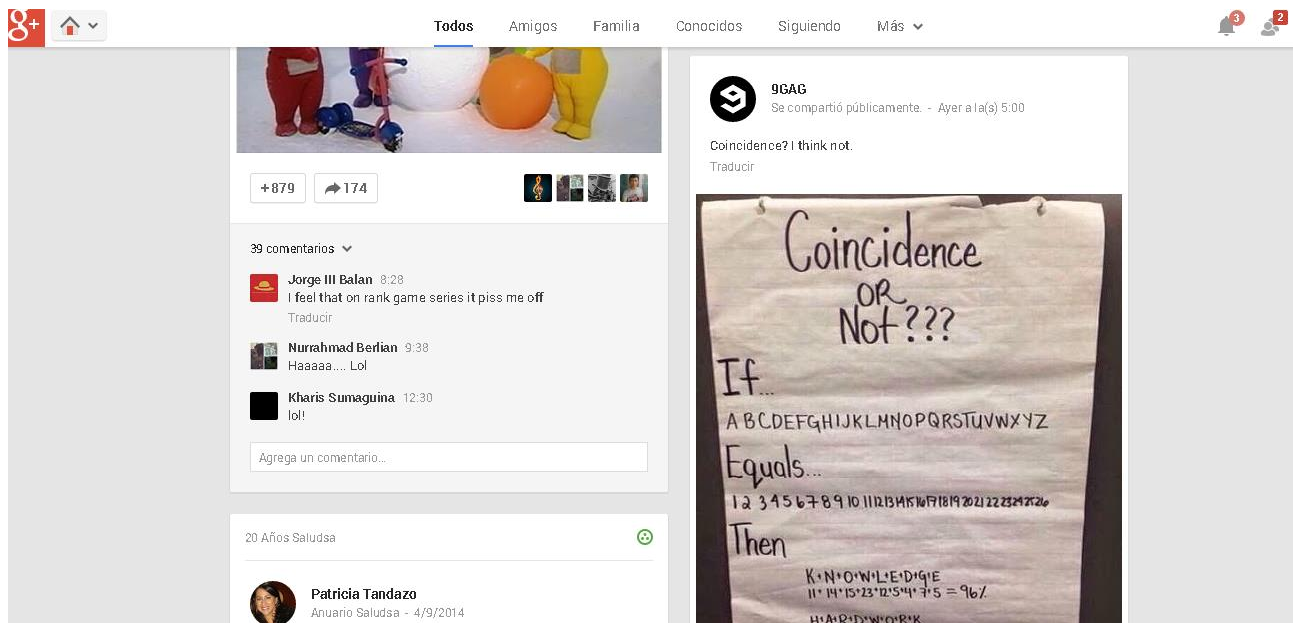 g+
Todos
Amigos
Familia
Conocidos
Siguiendo
Más
3
2
+879
174
39 comentarios
Jorge III Balan 8:28
I feel that on rank game series it piss me off
Traducir
Nurrahmad Berlian 9:38
Haaaaa.... Lol
Kharis Sumaguina 12:30
lol!
Agrega un comentario...
20 Años Saludsa
Patricia Tandazo
Anuario Saludsa - 4/9/2014
9GAG
Se compartió públicamente. - Ayer a la(s) 5:00
Coincidence? I think not.
Traducir
Coincidence
OR
Not???
If...
A B C D E F G H I J K L M N O P Q R S T U V W X Y Z
Equals...
1 2 3 4 5 6 7 8 9 10 11 12 13 14 15 16 17 18 19 20 21 22 23 24 25 26
Then
K+N+O+W+L+E+D+G+E
11+14+15+23+12+5+4+7+5=96%
H+A+R+D+W+O+R+K